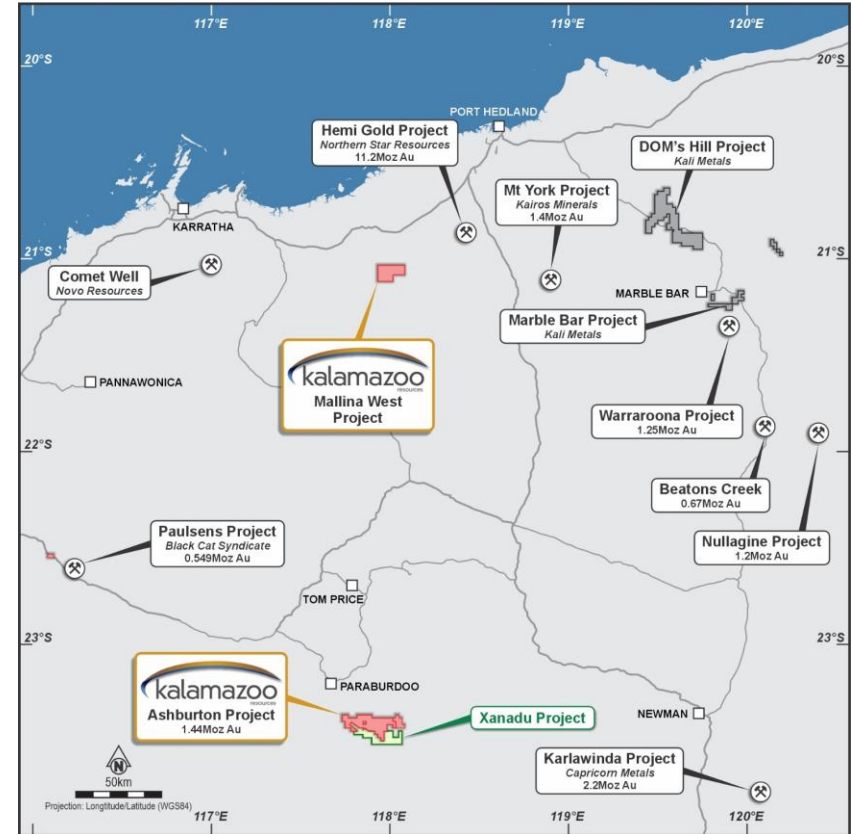 117°E
118°E
119°E
120°E
20°S
20°S
PORT HEDLAND
Hemi Gold Project
Northern Star Resources
11.2Moz Au
DOM's Hill Project
Kali Metals
Mt York Project
Kairos Minerals
1.4Moz Au
KARRATHA
21°S
21°S
Comet Well
Novo Resources
MARBLE BAR
Marble Bar Project
Kali Metals
kalamazoo
resources
Mallina West
Project
PANNAWONICA
Warraroona Project
1.25Moz Au
22°S
22°S
Beatons Creek
0.67Moz Au
Paulsens Project
Black Cat Syndicate
0.549Moz Au
Nullagine Project
1.2Moz Au
TOM PRICE
23°S
23°S
kalamazoo
resources
Ashburton Project
1.44Moz Au
PARABURDOO
Xanadu Project
NEWMAN
Karlawinda Project
Capricorn Metals
2.2Moz Au
N
50km
Projection: Longtitude/Latitude (WGS84)
117°E
118°E
119°E
120°E